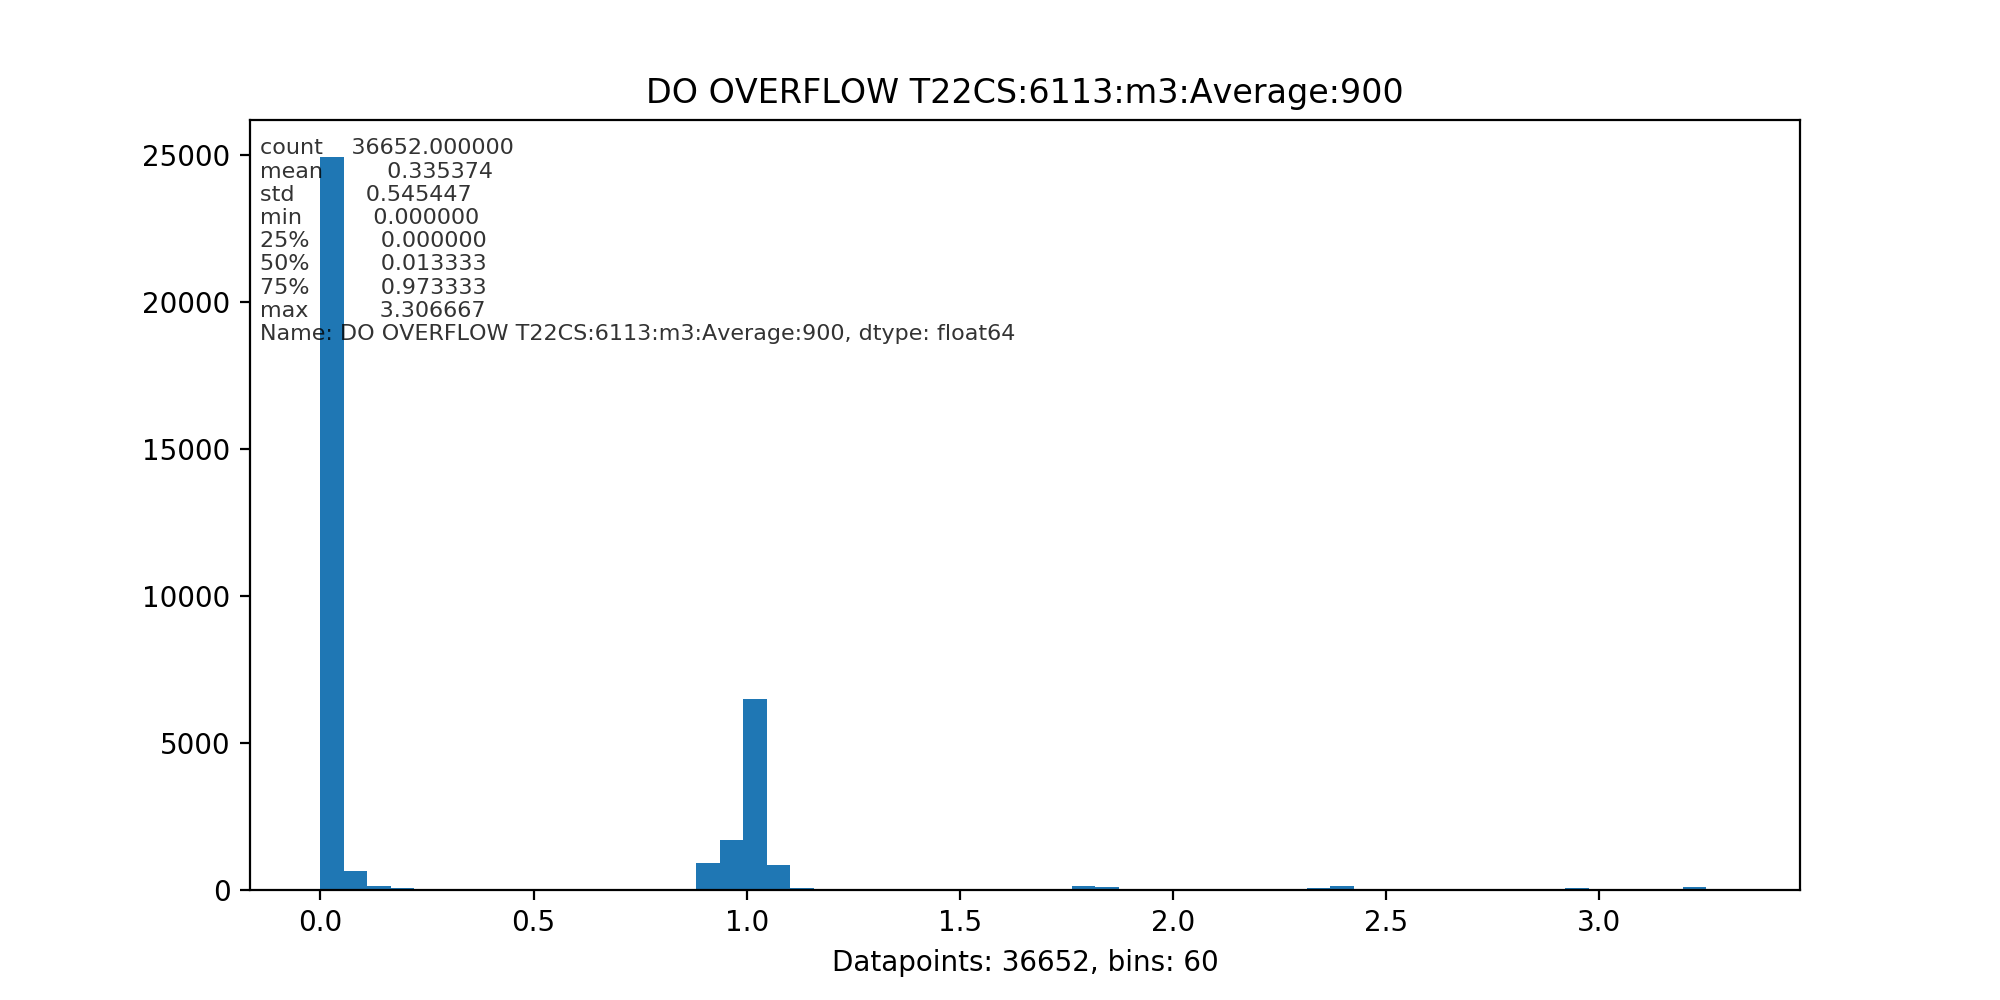 DO OVERFLOW T22CS:6113:m3:Average:900
count 36652.000000
mean 0.335374
std 0.545447
min 0.000000
25% 0.000000
50% 0.013333
75% 0.973333
max 3.306667
Name: DO OVERFLOW T22CS:6113:m3:Average:900, dtype: float64
25000
20000
15000
10000
5000
0
0.0 0.5 1.0 1.5 2.0 2.5 3.0
Datapoints: 36652, bins: 60